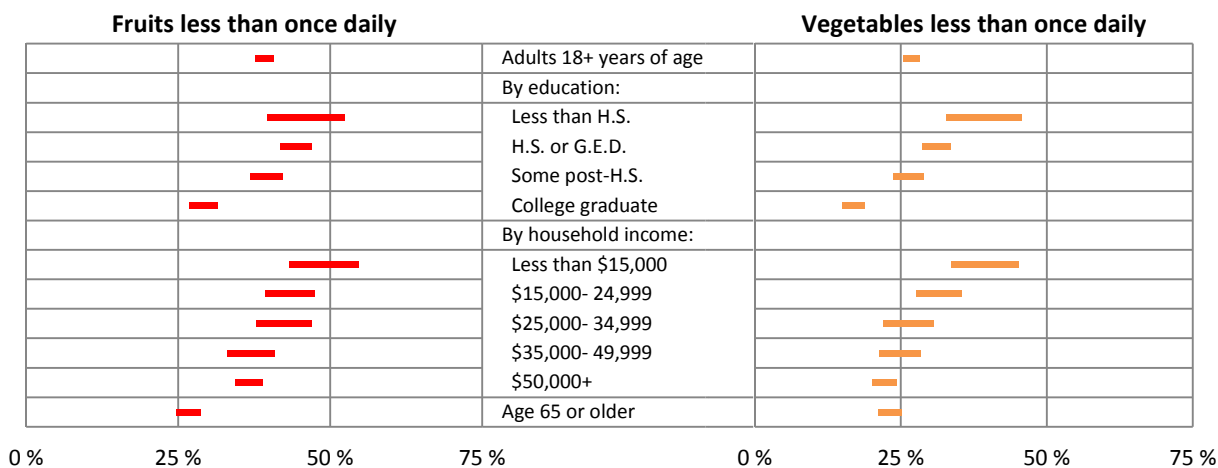 Fruits less than once daily
Vegetables less than once daily
Adults 18+ years of age
By education:
Less than H.S.
H.S. or G.E.D.
Some post-H.S.
College graduate
By household income:
Less than $15,000
$15,000- 24,999
$25,000- 34,999
$35,000- 49,999
$50,000+
Age 65 or older
0 % 25 % 50 % 75 % 0 % 25 % 50 % 75 %